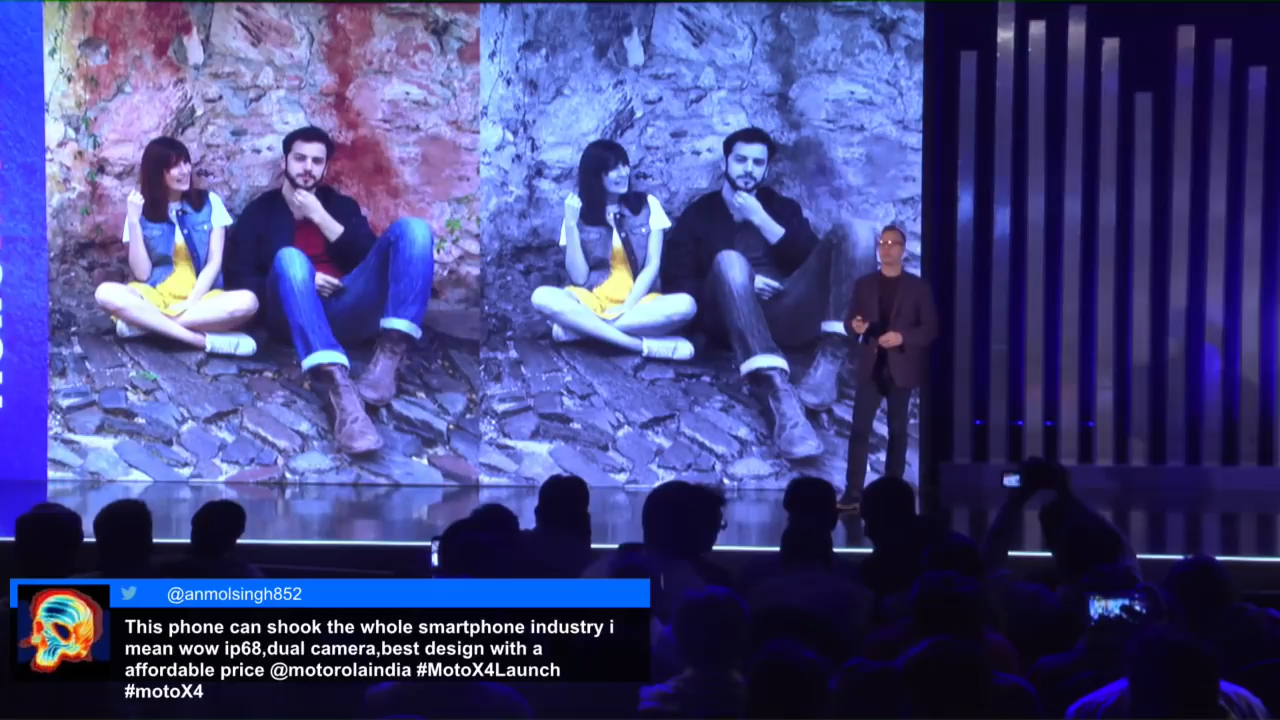 @anmolsingh852
This phone can shook the whole smartphone industry i
mean wow ip68,dual camera,best design with a
affordable price @motorolaindia #MotoX4Launch
#motoX4